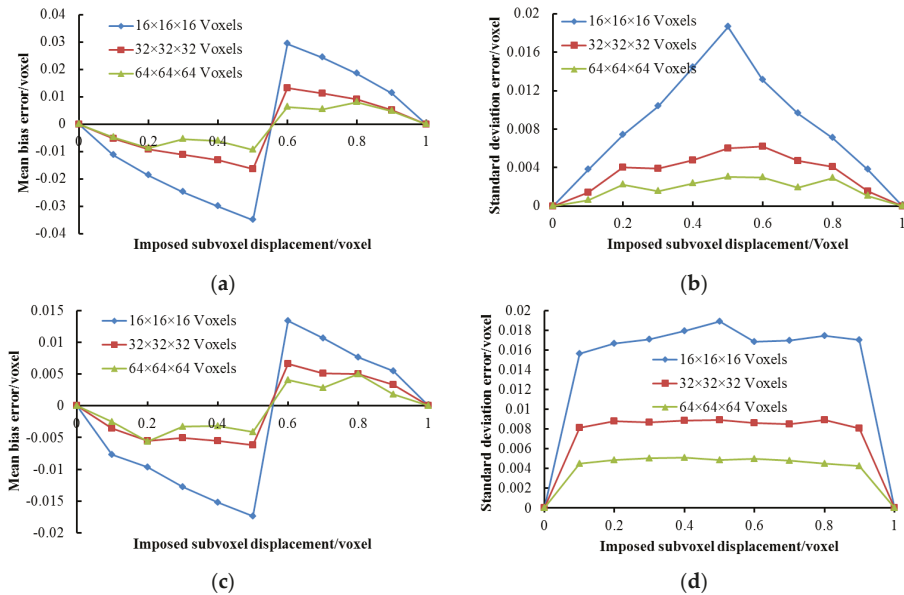 Mean bias error/voxel
0.04
0.03
0.02
0.01
0
-0.01
-0.02
-0.03
-0.04
16×16×16 Voxels
32×32×32 Voxels
64×64×64 Voxels
0 0.2 0.4 0.6 0.8 1
Imposed subvoxel displacement/voxel
(a)
Standard deviation error/voxel
0.02
0.016
0.012
0.008
0.004
0
16×16×16 Voxels
32×32×32 Voxels
64×64×64 Voxels
0 0.2 0.4 0.6 0.8 1
Imposed subvoxel displacement/Voxel
(b)
Mean bias error/voxel
0.015
0.01
0.005
0
-0.005
-0.01
-0.015
-0.02
16×16×16 Voxels
32×32×32 Voxels
64×64×64 Voxels
0 0.2 0.4 0.6 0.8 1
Imposed subvoxel displacement/voxel
(c)
Standard deviation error/voxel
0.02
0.018
0.016
0.014
0.012
0.01
0.008
0.006
0.004
0.002
0
16×16×16 Voxels
32×32×32 Voxels
64×64×64 Voxels
0 0.2 0.4 0.6 0.8 1
Imposed subvoxel displacement/voxel
(d)